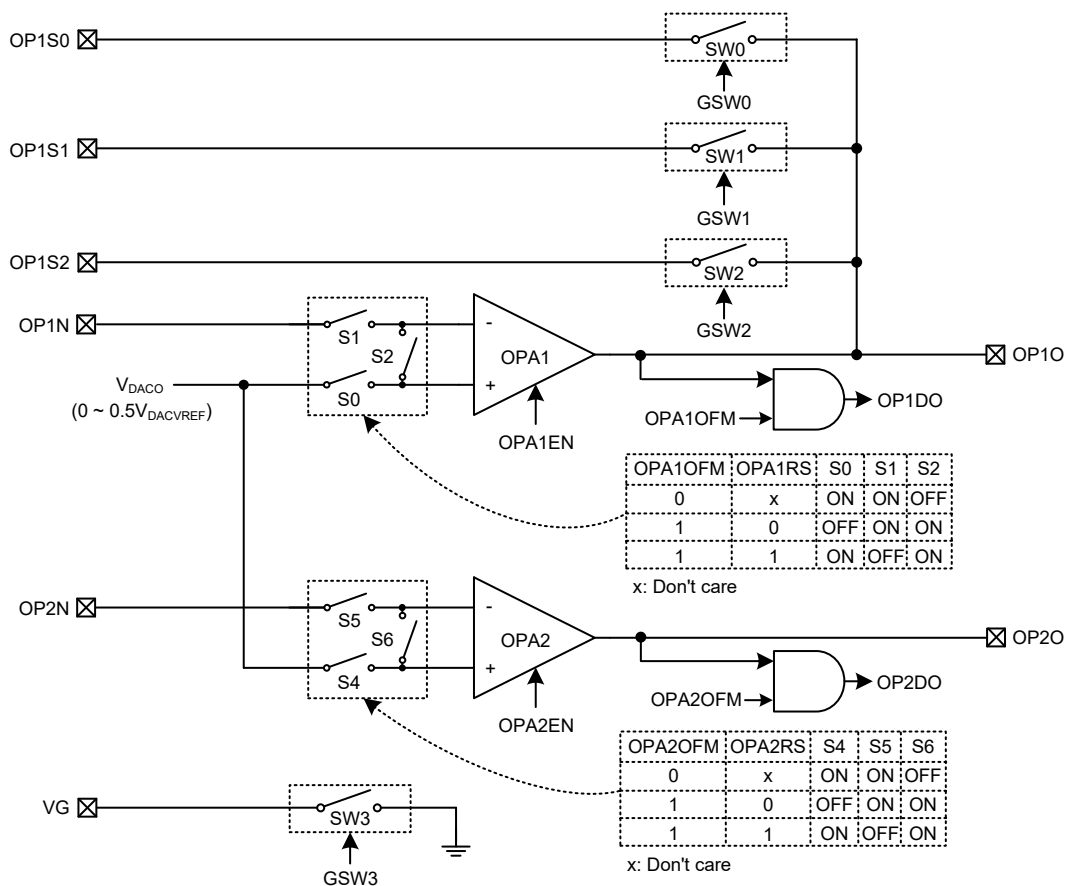 OP1S0
SW0
GSW0
OP1S1
SW1
GSW1
OP1S2
SW2
GSW2
OP1N
S1
S2
S0
-
+
OPA1
OPA1EN
OP1O
V_DACO
(0 ~ 0.5V_DACVREF)
OPA1OFM
OP1DO
OPA1OFM OPA1RS S0 S1 S2
0 x ON ON OFF
1 0 OFF ON ON
1 1 ON OFF ON
x: Don't care
OP2N
S5
S6
S4
-
+
OPA2
OPA2EN
OP2O
OPA2OFM
OP2DO
OPA2OFM OPA2RS S4 S5 S6
0 x ON ON OFF
1 0 OFF ON ON
1 1 ON OFF ON
x: Don't care
VG
SW3
GSW3